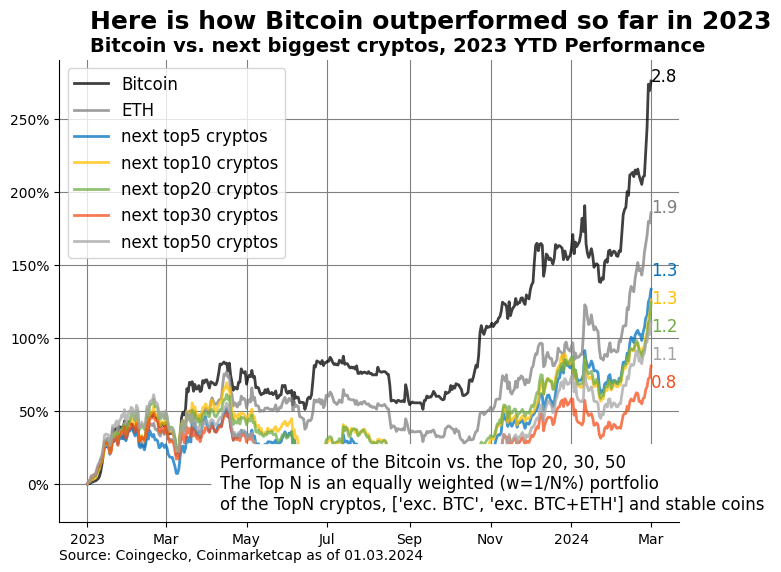 Here is how Bitcoin outperformed so far in 2023
Bitcoin vs. next biggest cryptos, 2023 YTD Performance
Bitcoin
ETH
next top5 cryptos
next top10 cryptos
next top20 cryptos
next top30 cryptos
next top50 cryptos
250%
200%
150%
100%
50%
0%
2.8
1.9
1.3
1.3
1.2
1.1
0.8
Performance of the Bitcoin vs. the Top 20, 30, 50
The Top N is an equally weighted (w=1/N%) portfolio
of the TopN cryptos, ['exc. BTC', 'exc. BTC+ETH'] and stable coins
2023 Mar May Jul Sep Nov 2024 Mar
Source: Coingecko, Coinmarketcap as of 01.03.2024